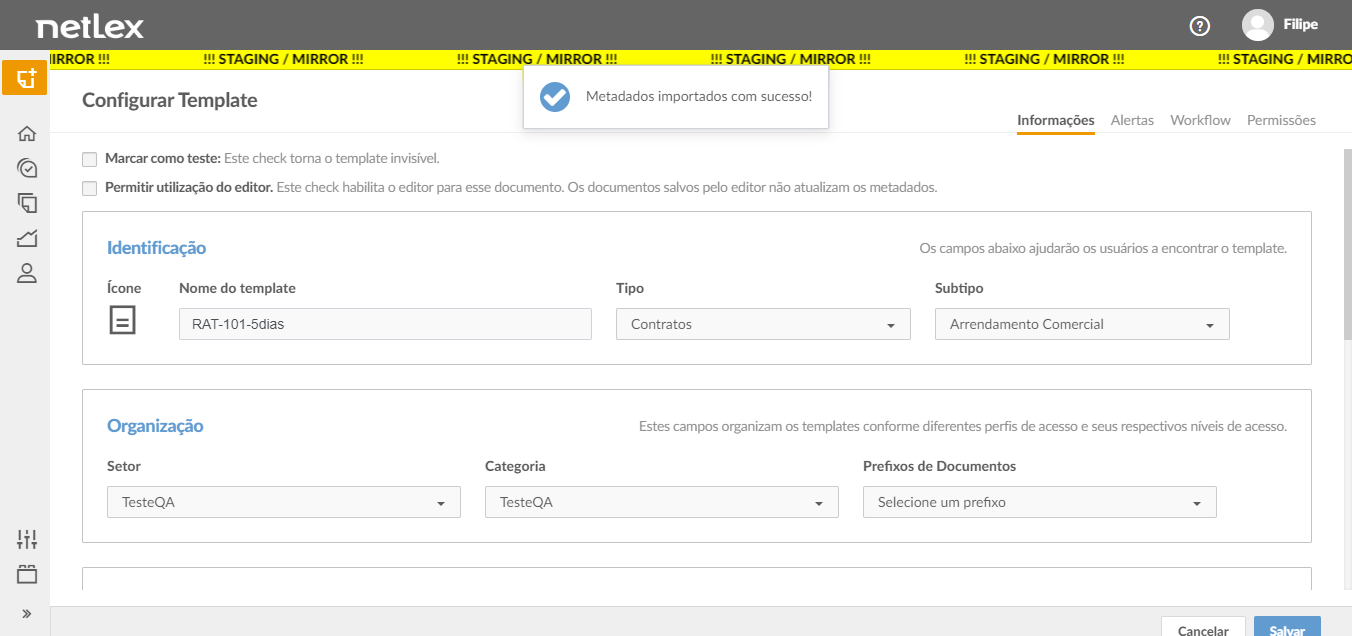 netlex
?
Filipe
IRROR !!! !!! STAGING / MIRROR !!! !!! STAGING / MIRROR !!! !!! STAGING / MIRROR !!! !!! STAGING / MIRROR !!! !!! STAGING / MIRRO
Metadados importados com sucesso!
Configurar Template
Informações Alertas Workflow Permissões
Marcar como teste: Este check torna o template invisível.
Permitir utilização do editor. Este check habilita o editor para esse documento. Os documentos salvos pelo editor não atualizam os metadados.
Identificação
Os campos abaixo ajudarão os usuários a encontrar o template.
Ícone Nome do template Tipo Subtipo
RAT-101-5dias Contratos Arrendamento Comercial
Organização
Estes campos organizam os templates conforme diferentes perfis de acesso e seus respectivos níveis de acesso.
Setor Categoria Prefixos de Documentos
TesteQA TesteQA Selecione um prefixo
»
Cancelar Salvar